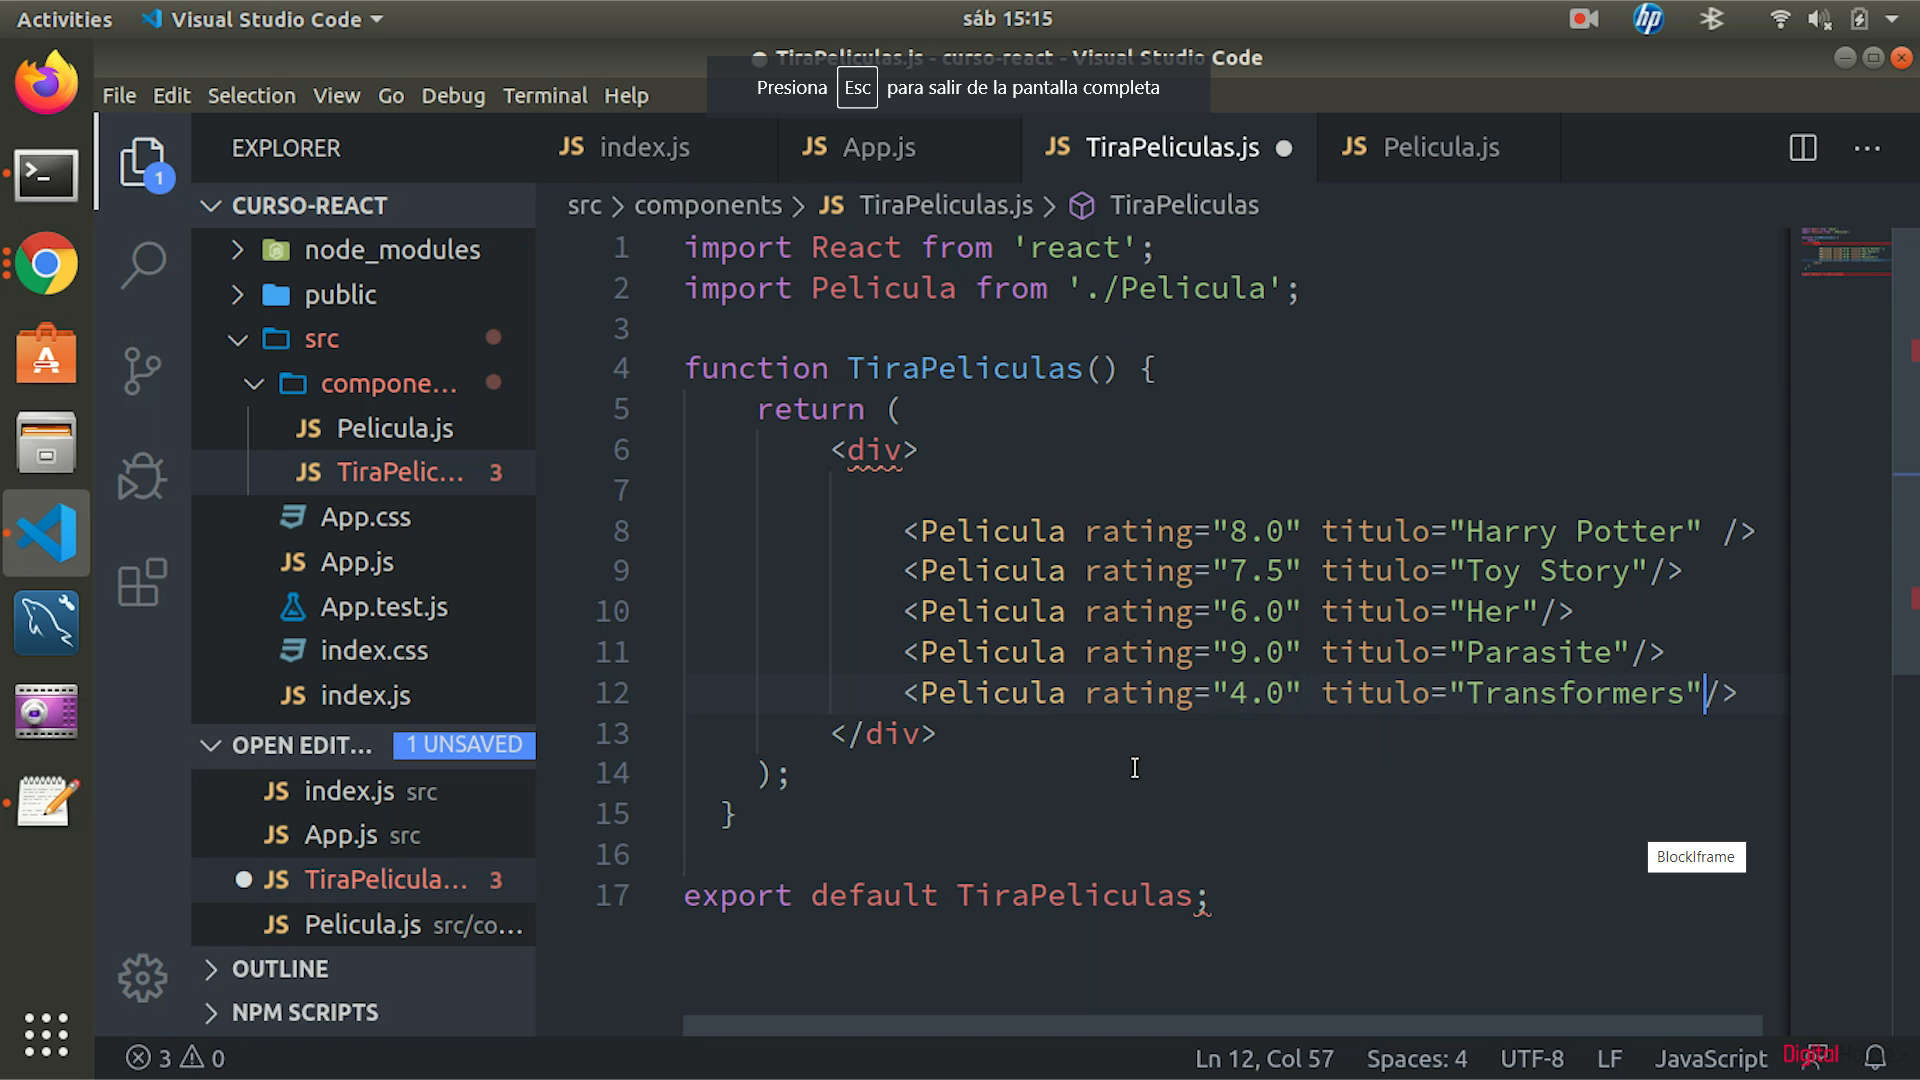 Activities
Visual Studio Code
sáb 15:15
TiraPeliculas.js - curso-react - Visual Studio Code
Presiona Esc para salir de la pantalla completa
File Edit Selection View Go Debug Terminal Help
EXPLORER
JS index.js
JS App.js
JS TiraPeliculas.js
JS Pelicula.js
1
CURSO-REACT
node_modules
public
src
compone...
JS Pelicula.js
JS TiraPelic... 3
App.css
JS App.js
App.test.js
index.css
JS index.js
OPEN EDIT... 1 UNSAVED
JS index.js src
JS App.js src
JS TiraPelicula... 3
JS Pelicula.js src/co...
OUTLINE
NPM SCRIPTS
src > components > JS TiraPeliculas.js > TiraPeliculas
1 import React from 'react';
2 import Pelicula from './Pelicula';
3
4 function TiraPeliculas() {
5 return (
6 <div>
7
8 <Pelicula rating="8.0" titulo="Harry Potter" />
9 <Pelicula rating="7.5" titulo="Toy Story"/>
10 <Pelicula rating="6.0" titulo="Her"/>
11 <Pelicula rating="9.0" titulo="Parasite"/>
12 <Pelicula rating="4.0" titulo="Transformers"/>
13 </div>
14 );
15 }
16
17 export default TiraPeliculas;
BlockIframe
3 0
Ln 12, Col 57 Spaces: 4 UTF-8 LF JavaScript
hp